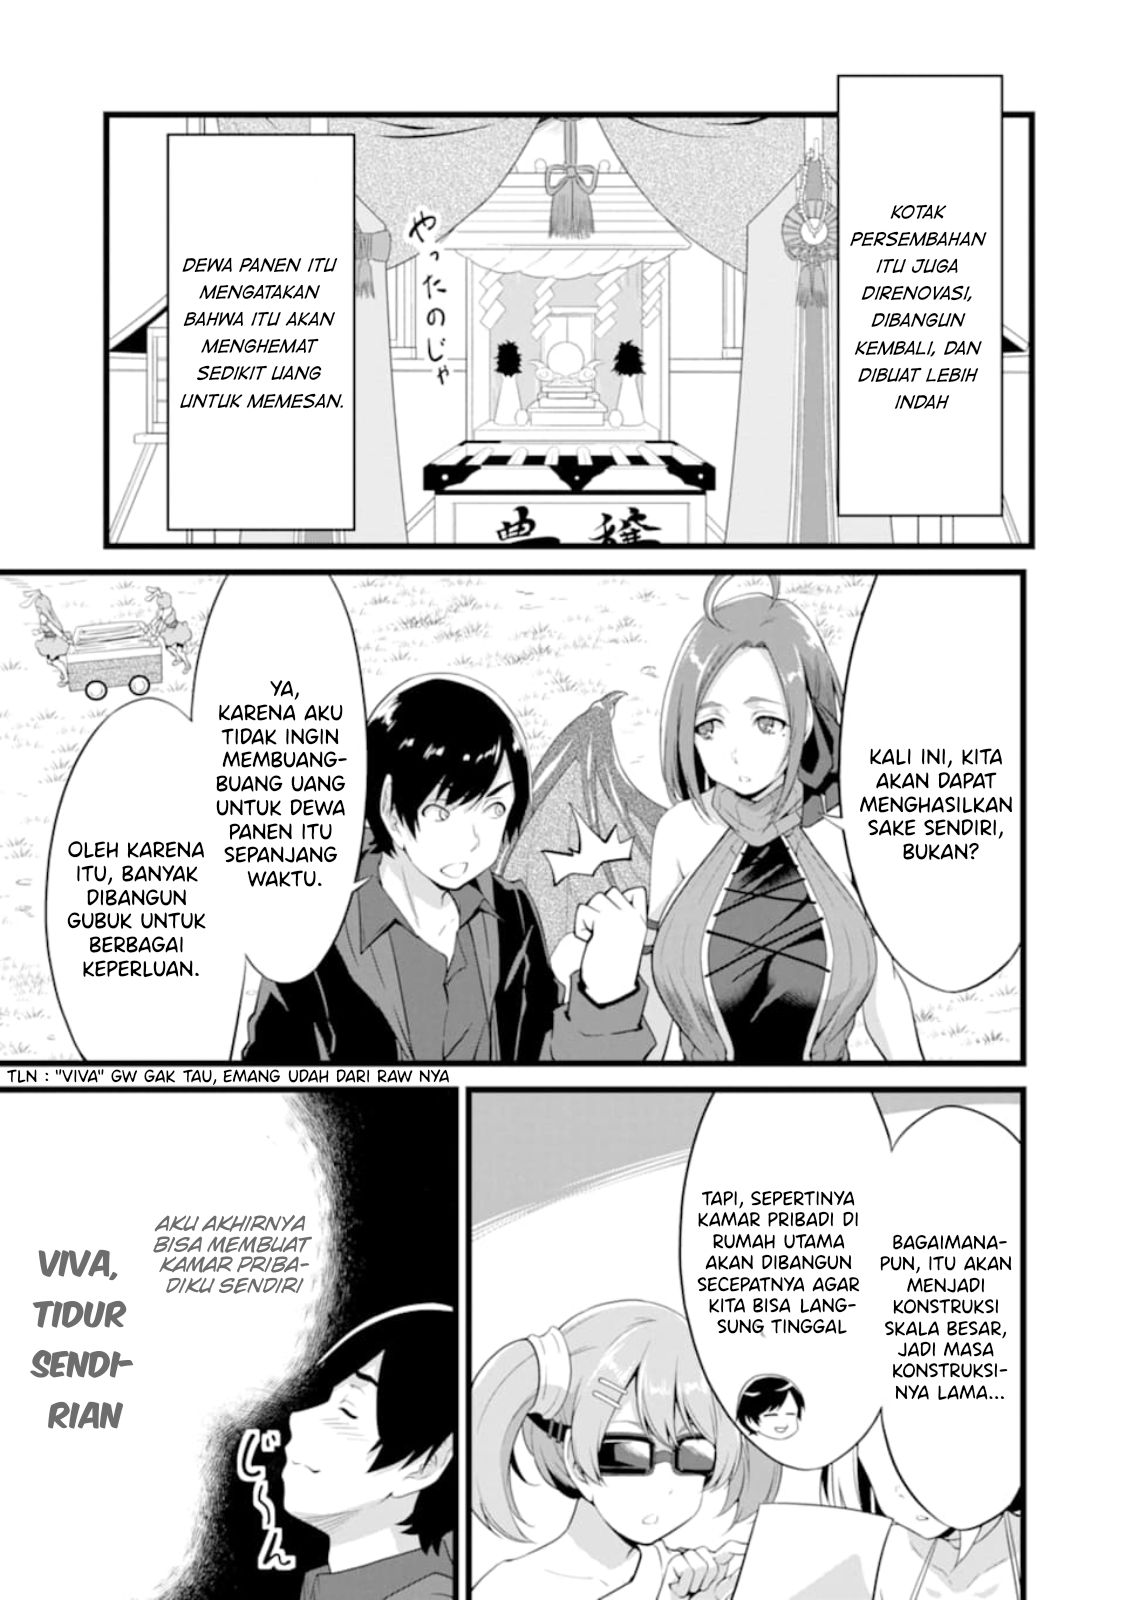 KOTAK
PERSEMBAHAN
ITU JUGA
DIRENOVASI,
DIBANGUN
KEMBALI, DAN
DIBUAT LEBIH
INDAH
やったのじゃ
DEWA PANEN ITU
MENGATAKAN
BAHWA ITU AKAN
MENGHEMAT
SEDIKIT UANG
UNTUK MEMESAN.
豊穣
KALI INI, KITA
AKAN DAPAT
MENGHASILKAN
SAKE SENDIRI,
BUKAN?
YA,
KARENA AKU
TIDAK INGIN
MEMBUANG-
BUANG UANG
UNTUK DEWA
PANEN ITU
SEPANJANG
WAKTU.
OLEH KARENA
ITU, BANYAK
DIBANGUN
GUBUK UNTUK
BERBAGAI
KEPERLUAN.
TLN : "VIVA" GW GAK TAU, EMANG UDAH DARI RAW NYA
BAGAIMANA-
PUN, ITU AKAN
MENJADI
KONSTRUKSI
SKALA BESAR,
JADI MASA
KONSTRUKSI-
NYA LAMA...
TAPI, SEPERTINYA
KAMAR PRIBADI DI
RUMAH UTAMA
AKAN DIBANGUN
SECEPATNYA AGAR
KITA BISA LANG-
SUNG TINGGAL
AKU AKHIRNYA
BISA MEMBUAT
KAMAR PRIBA-
DIKU SENDIRI
VIVA,
TIDUR
SENDI-
RIAN
じ〜ん